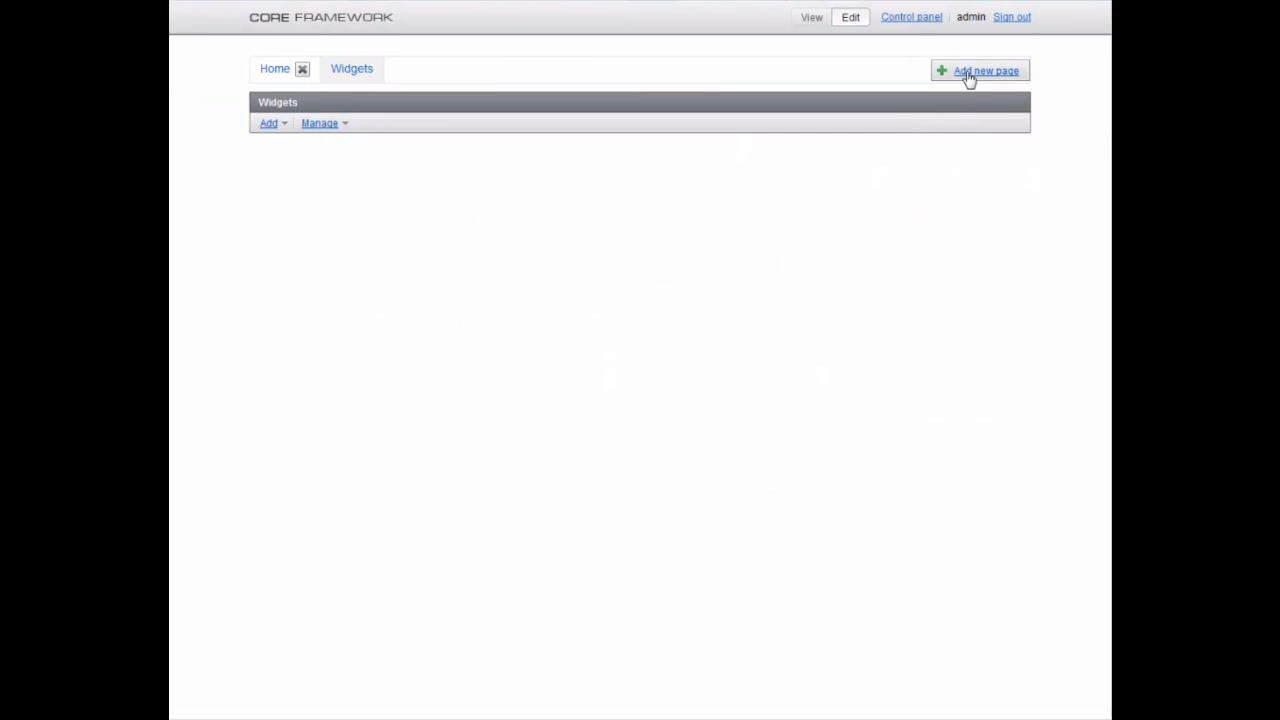 CORE FRAMEWORK View Edit Control panel admin Sign out
Home Widgets Add new page
Widgets
Add Manage